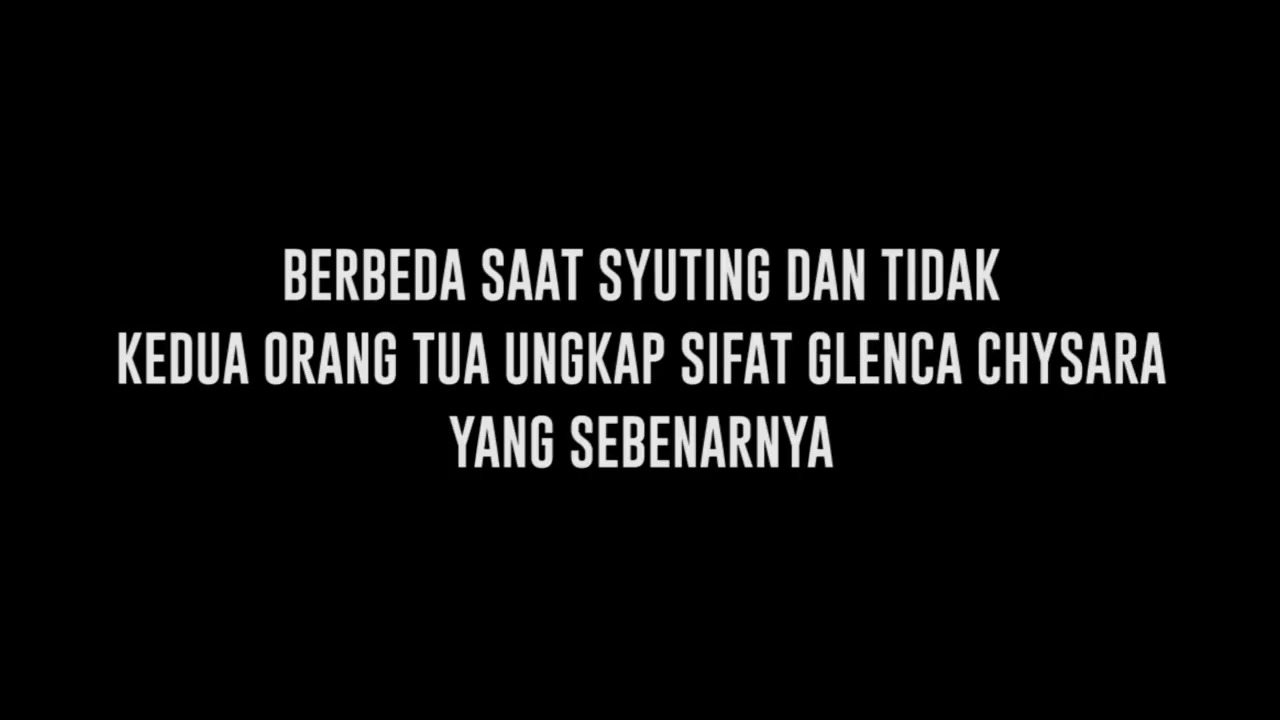 BERBEDA SAAT SYUTING DAN TIDAK
KEDUA ORANG TUA UNGKAP SIFAT GLENCA CHYSARA
YANG SEBENARNYA